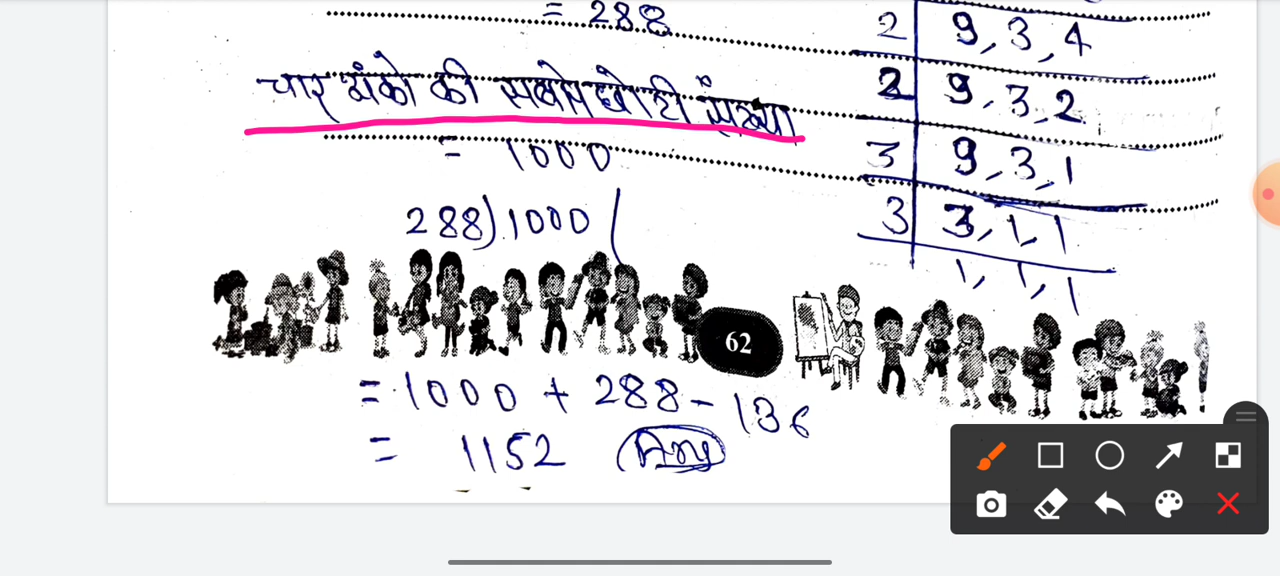 = 288
चार अंको की सबसे छोटी संख्या
= 1000
288) 1000 (
= 1000 + 288 - 136
= 1152 Ans
2 | 9, 3, 4
2 | 9, 3, 2
3 | 9, 3, 1
3 | 3, 1, 1
1, 1, 1
62